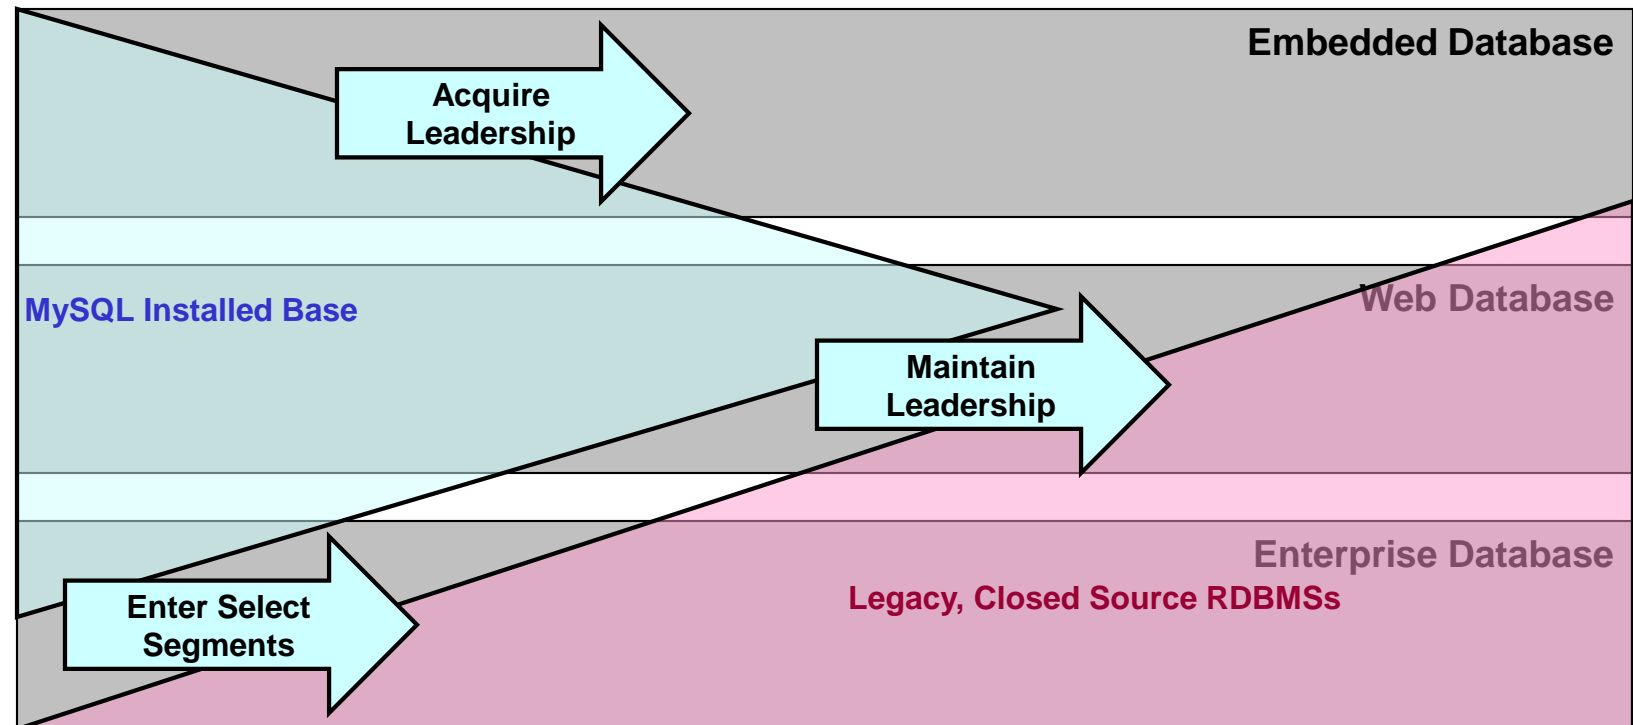 Embedded Database
Acquire
Leadership
Web Database
MySQL Installed Base
Maintain
Leadership
Enterprise Database
Legacy, Closed Source RDBMSs
Enter Select
Segments